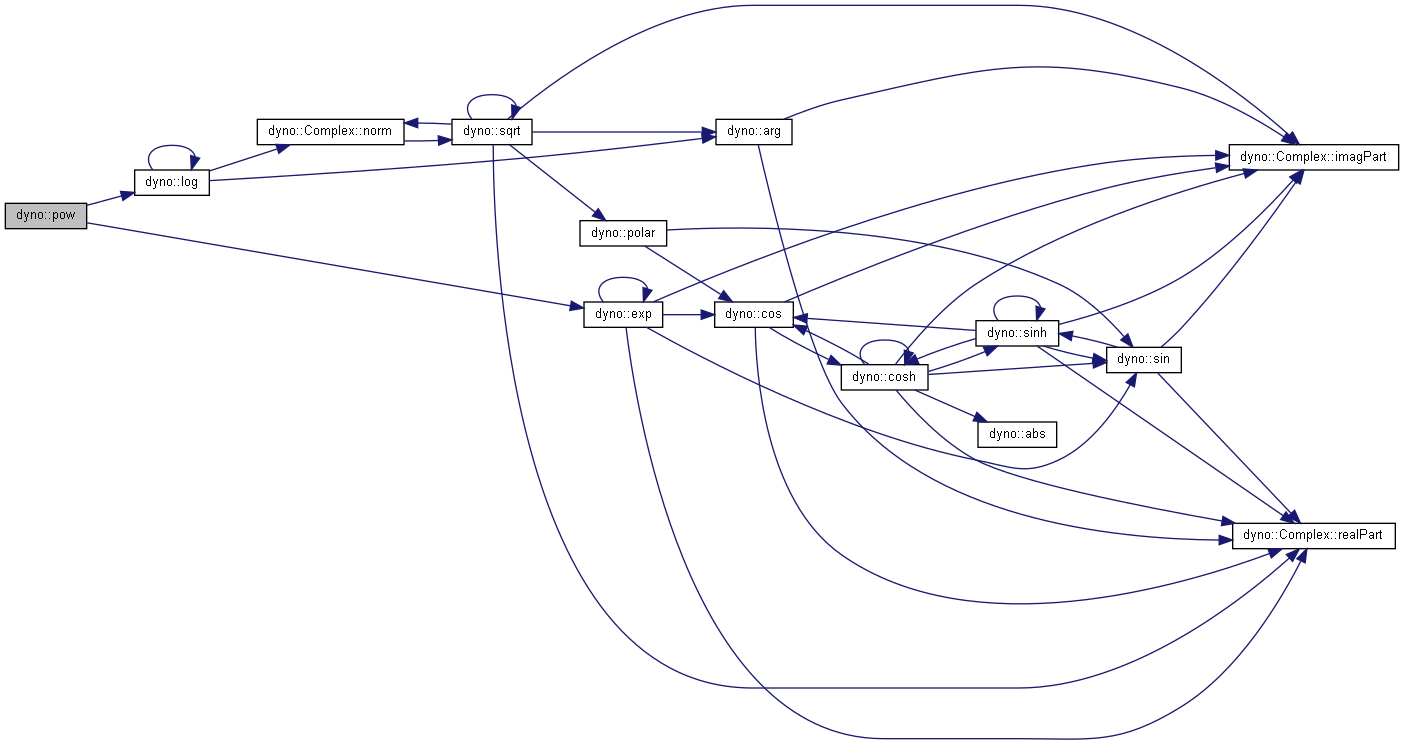 dyno::Complex::norm
dyno::sqrt
dyno::arg
dyno::Complex::imagPart
dyno::log
dyno::pow
dyno::polar
dyno::exp
dyno::cos
dyno::sinh
dyno::sin
dyno::cosh
dyno::abs
dyno::Complex::realPart